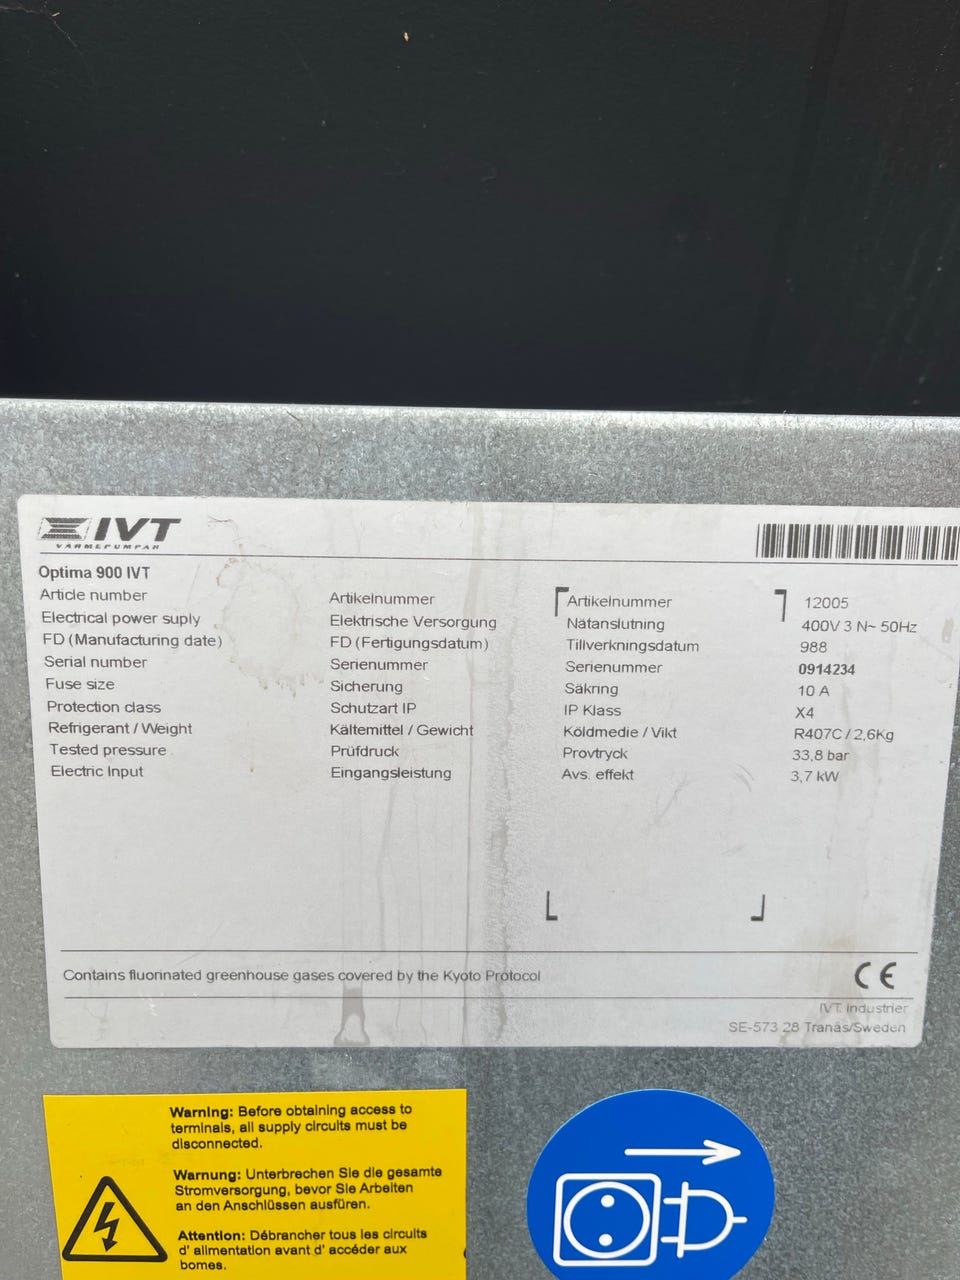 IVT
VÄRMEPUMPAR
Optima 900 IVT
Article number Artikelnummer Artikelnummer 12005
Electrical power supply Elektrische Versorgung Nätanslutning 400V 3 N~ 50Hz
FD (Manufacturing date) FD (Fertigungsdatum) Tillverkningsdatum 988
Serial number Serienummer Serienummer 0914234
Fuse size Sicherung Säkring 10 A
Protection class Schutzart IP IP Klass X4
Refrigerant / Weight Kältemittel / Gewicht Köldmedie / Vikt R407C / 2,6Kg
Tested pressure Prüfdruck Provtryck 33,8 bar
Electric Input Eingangsleistung Avs. effekt 3,7 kW
Contains fluorinated greenhouse gases covered by the Kyoto Protocol CE
IVT Industrier
SE-573 28 Tranås/Sweden
Warning: Before obtaining access to
terminals, all supply circuits must be
disconnected.
Warnung: Unterbrechen Sie die gesamte
Stromversorgung, bevor Sie Arbeiten
an den Anschlüssen ausfüren.
Attention: Débrancher tous les circuits
d' alimentation avant d' accéder aux
bornes.